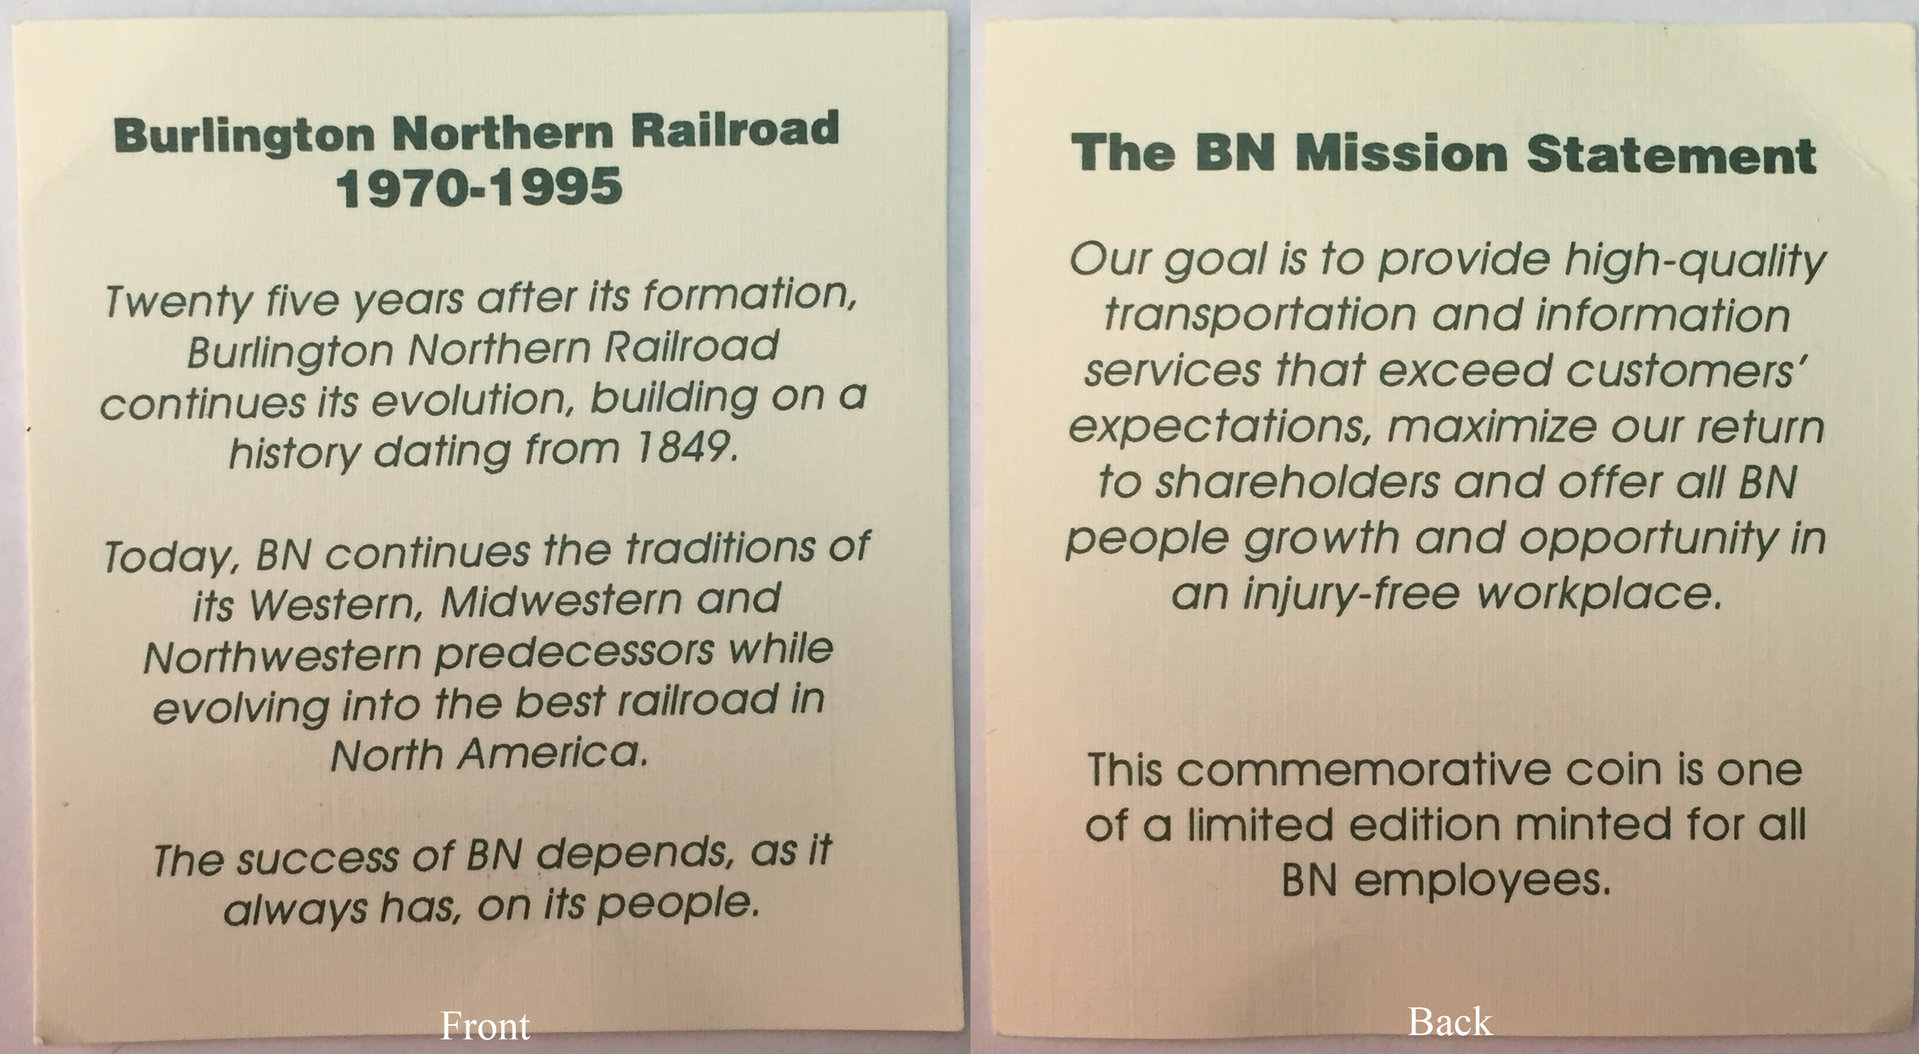 Burlington Northern Railroad
1970-1995
Twenty five years after its formation,
Burlington Northern Railroad
continues its evolution, building on a
history dating from 1849.
Today, BN continues the traditions of
its Western, Midwestern and
Northwestern predecessors while
evolving into the best railroad in
North America.
The success of BN depends, as it
always has, on its people.
Front
The BN Mission Statement
Our goal is to provide high-quality
transportation and information
services that exceed customers'
expectations, maximize our return
to shareholders and offer all BN
people growth and opportunity in
an injury-free workplace.
This commemorative coin is one
of a limited edition minted for all
BN employees.
Back